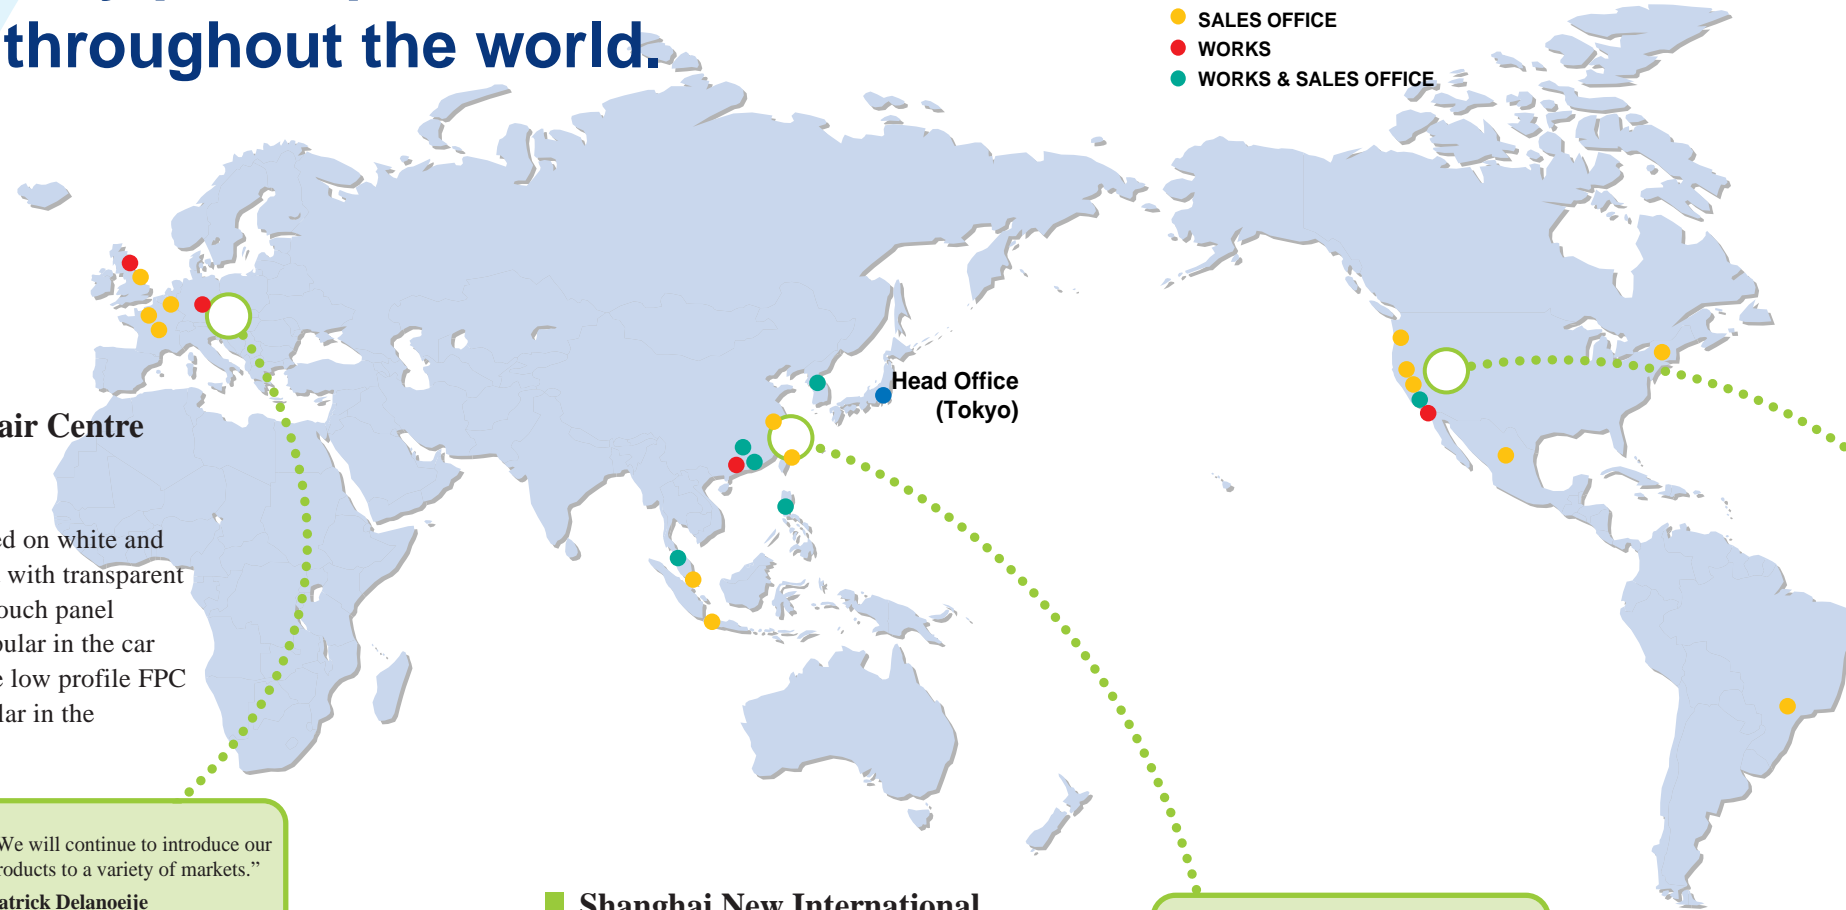 throughout the world.
SALES OFFICE
WORKS
WORKS & SALES OFFICE
Head Office
(Tokyo)
air Centre
ed on white and
with transparent
ouch panel
pular in the car
e low profile FPC
lar in the
We will continue to introduce our
roducts to a variety of markets.”
atrick Delanoeije
Shanghai New International